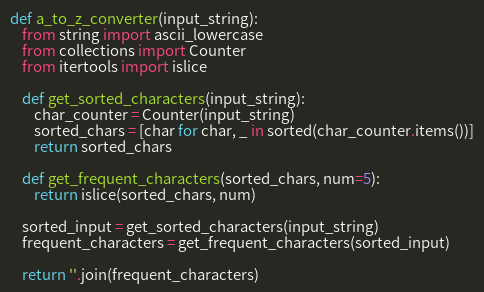 def a_to_z_converter(input_string):
from string import ascii_lowercase
from collections import Counter
from itertools import islice
def get_sorted_characters(input_string):
char_counter = Counter(input_string)
sorted_chars = [char for char, _ in sorted(char_counter.items())]
return sorted_chars
def get_frequent_characters(sorted_chars, num=5):
return islice(sorted_chars, num)
sorted_input = get_sorted_characters(input_string)
frequent_characters = get_frequent_characters(sorted_input)
return ''.join(frequent_characters)